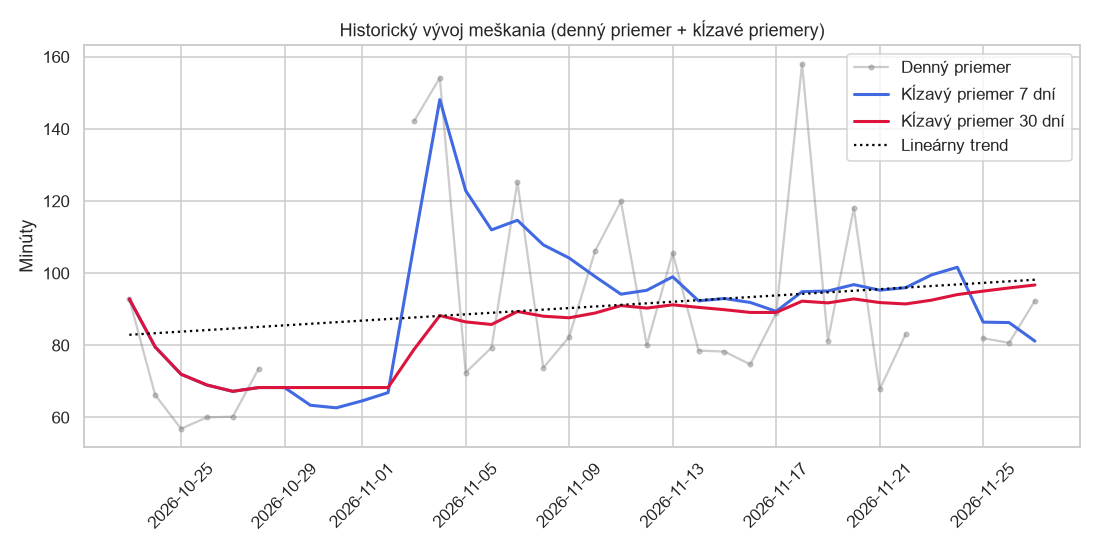 Historický vývoj meškania (denný priemer + kĺzavé priemery)
Minúty
160
140
120
100
80
60
Denný priemer
Kĺzavý priemer 7 dní
Kĺzavý priemer 30 dní
Lineárny trend
2026-10-25
2026-10-29
2026-11-01
2026-11-05
2026-11-09
2026-11-13
2026-11-17
2026-11-21
2026-11-25